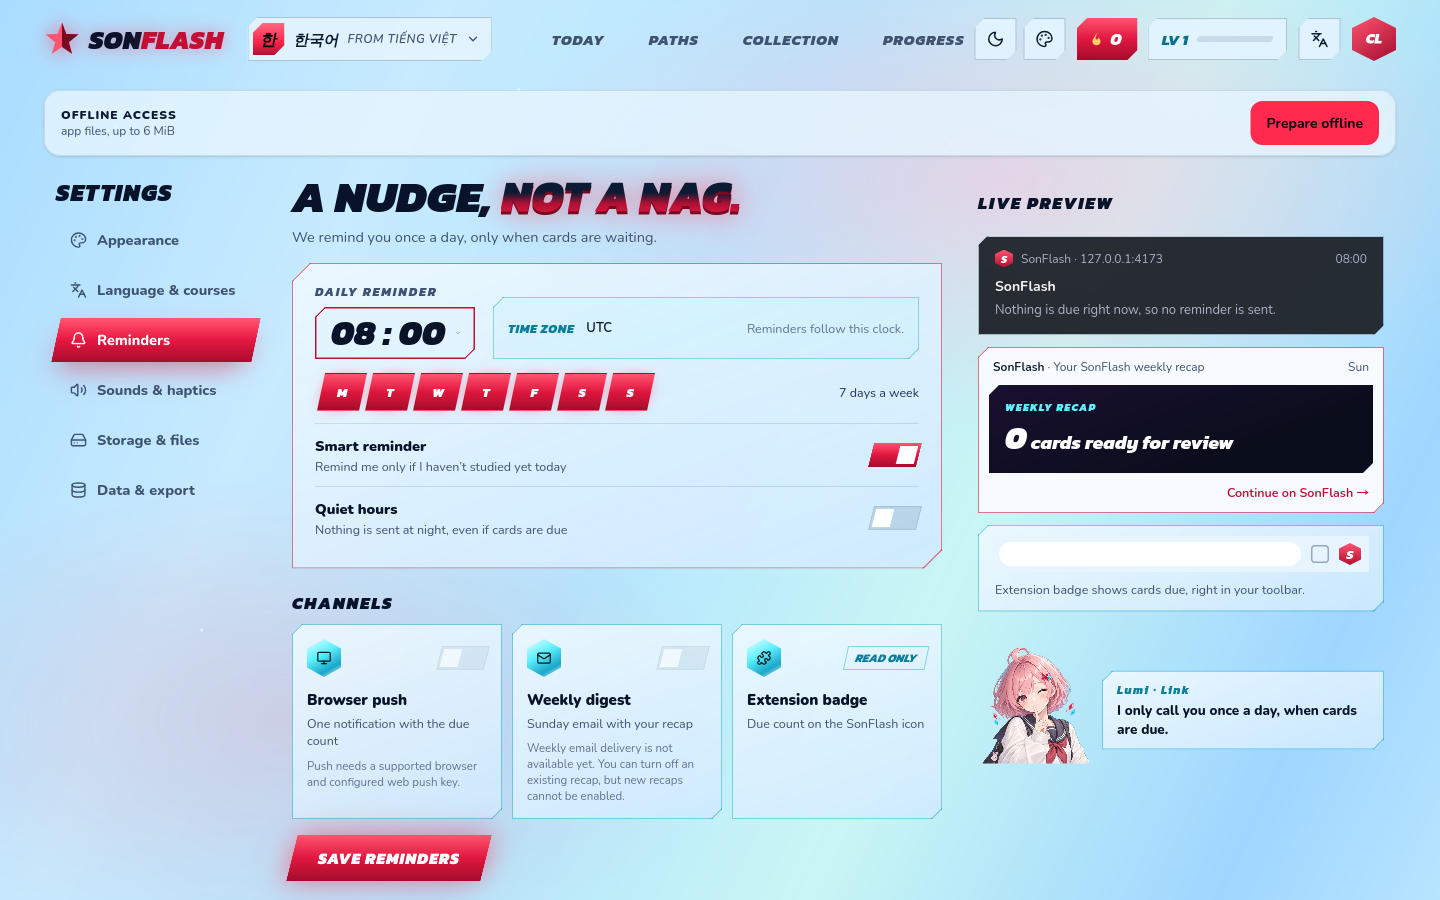 SONFLASH
한 한국어 FROM TIẾNG VIỆT
TODAY PATHS COLLECTION PROGRESS
0
LV 1
CL
OFFLINE ACCESS
app files, up to 6 MiB
Prepare offline
SETTINGS
Appearance
Language & courses
Reminders
Sounds & haptics
Storage & files
Data & export
A NUDGE, NOT A NAG.
We remind you once a day, only when cards are waiting.
DAILY REMINDER
08 : 00
TIME ZONE UTC Reminders follow this clock.
M T W T F S S
7 days a week
Smart reminder
Remind me only if I haven't studied yet today
Quiet hours
Nothing is sent at night, even if cards are due
CHANNELS
Browser push
One notification with the due
count
Push needs a supported browser
and configured web push key.
Weekly digest
Sunday email with your recap
Weekly email delivery is not
available yet. You can turn off an
existing recap, but new recaps
cannot be enabled.
READ ONLY
Extension badge
Due count on the SonFlash icon
SAVE REMINDERS
LIVE PREVIEW
S SonFlash · 127.0.0.1:4173 08:00
SonFlash
Nothing is due right now, so no reminder is sent.
SonFlash · Your SonFlash weekly recap Sun
WEEKLY RECAP
0 cards ready for review
Continue on SonFlash →
S
Extension badge shows cards due, right in your toolbar.
Lumi · Link
I only call you once a day, when cards
are due.